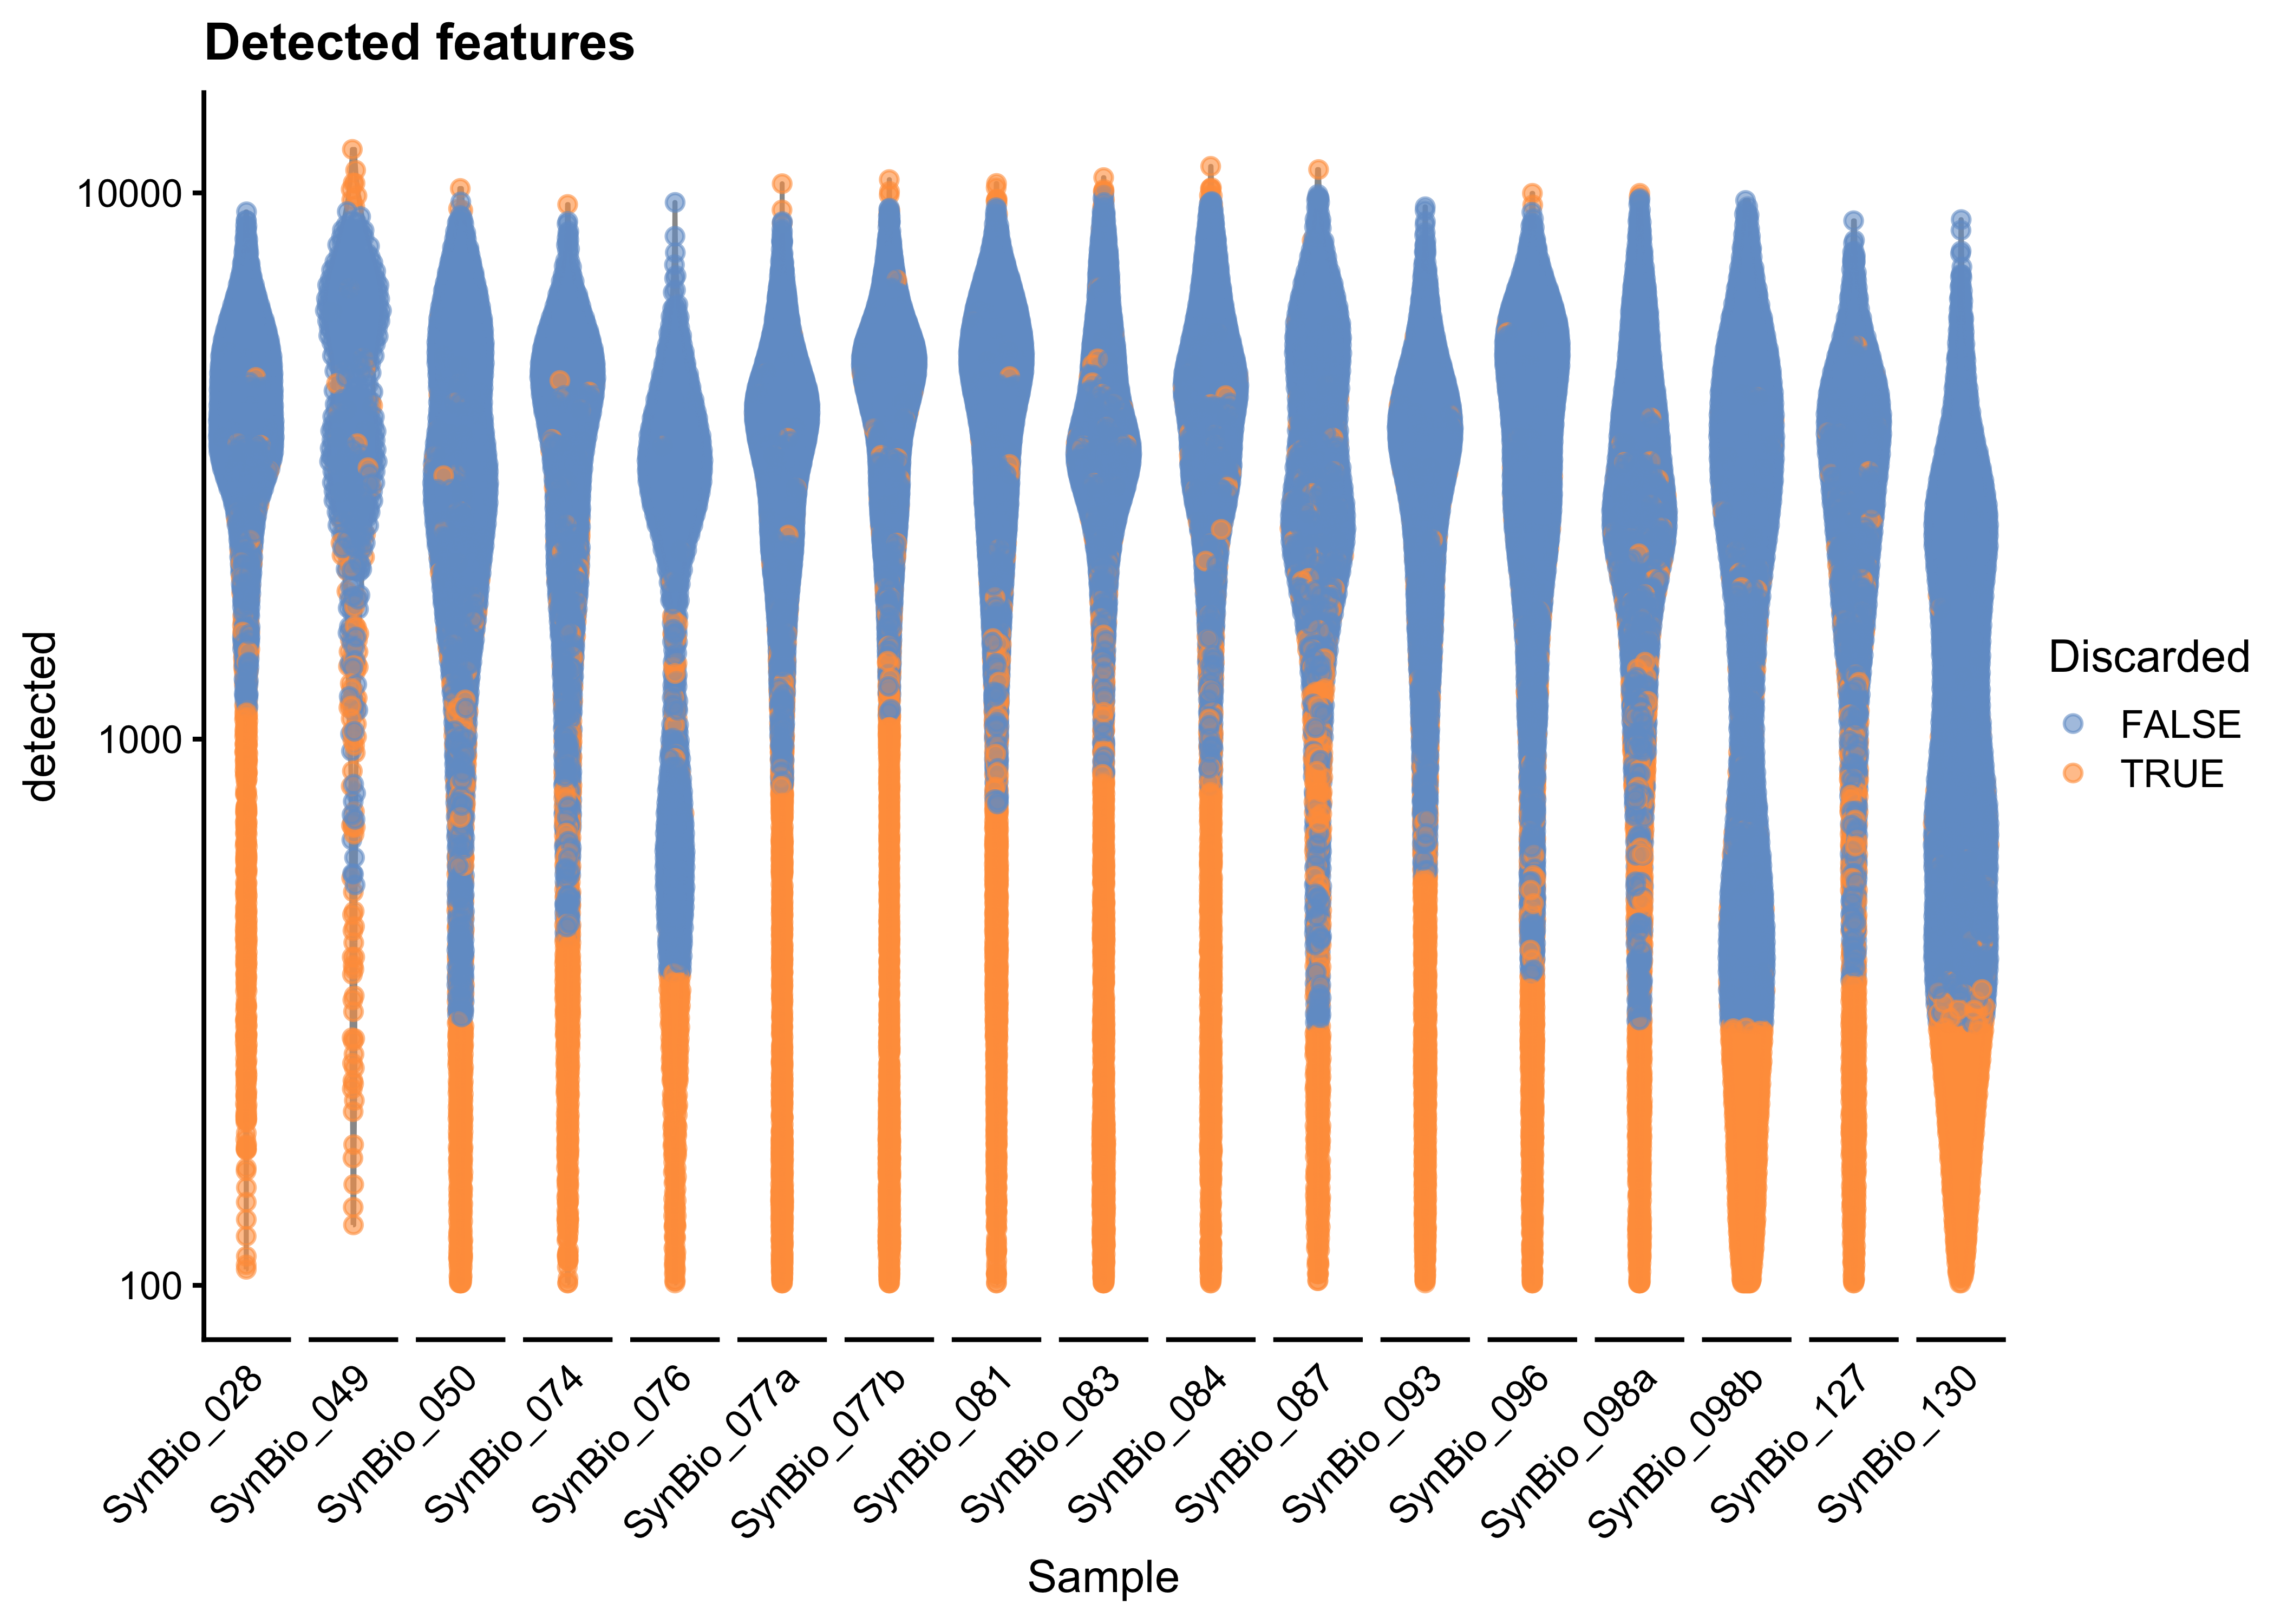 Detected features
10000
1000
100
detected
SynBio_028
SynBio_049
SynBio_050
SynBio_074
SynBio_076
SynBio_077a
SynBio_077b
SynBio_081
SynBio_083
SynBio_084
SynBio_087
SynBio_093
SynBio_096
SynBio_098a
SynBio_098b
SynBio_127
SynBio_130
Sample
Discarded
FALSE
TRUE